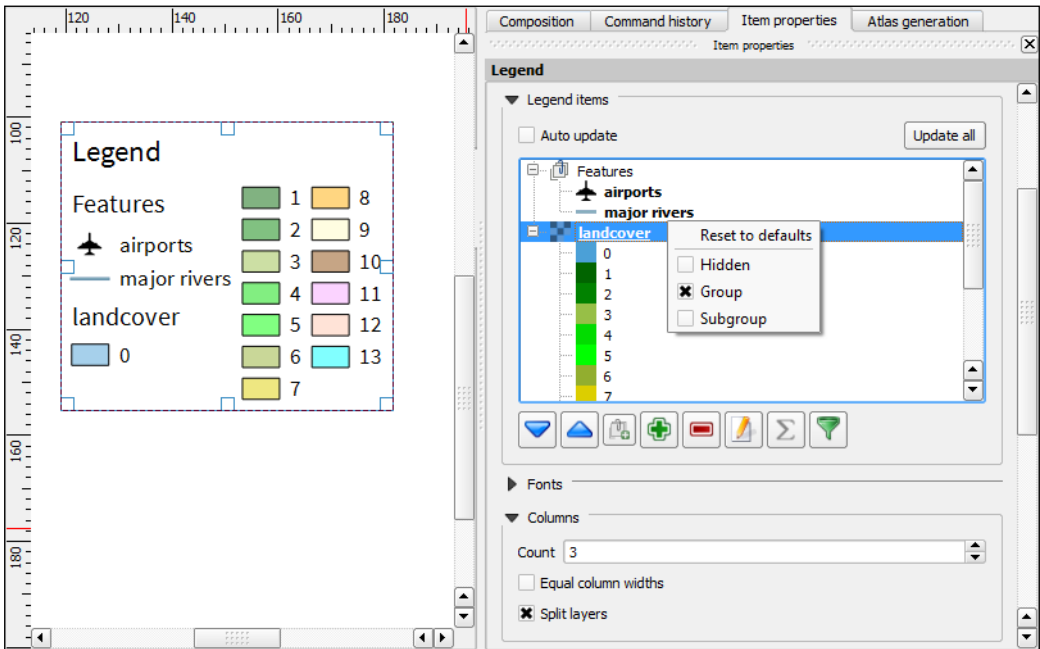 120 140 160 180
100
120
140
160
180
Legend
Features
airports
major rivers
landcover
0
1 8
2 9
3 10
4 11
5 12
6 13
7
Composition Command history Item properties Atlas generation
Item properties
Legend
Legend items
Auto update Update all
Features
airports
major rivers
landcover
0
1
2
3
4
5
6
7
Reset to defaults
Hidden
Group
Subgroup
Fonts
Columns
Count 3
Equal column widths
Split layers